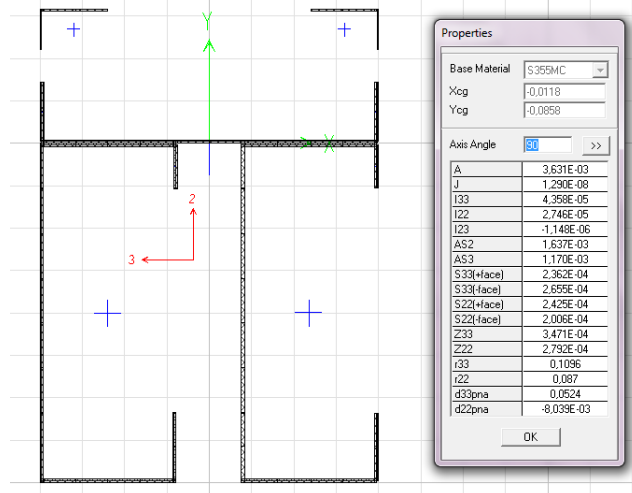 Y
X
2
3
Properties
Base Material S355MC
Xcg -0,0118
Ycg -0,0858
Axis Angle 90 >>
A 3,631E-03
J 1,290E-08
I33 4,358E-05
I22 2,746E-05
I23 -1,148E-06
AS2 1,637E-03
AS3 1,170E-03
S33(+face) 2,362E-04
S33(-face) 2,655E-04
S22(+face) 2,425E-04
S22(-face) 2,006E-04
Z33 3,471E-04
Z22 2,792E-04
r33 0,1096
r22 0,087
d33pna 0,0524
d22pna -8,039E-03
OK